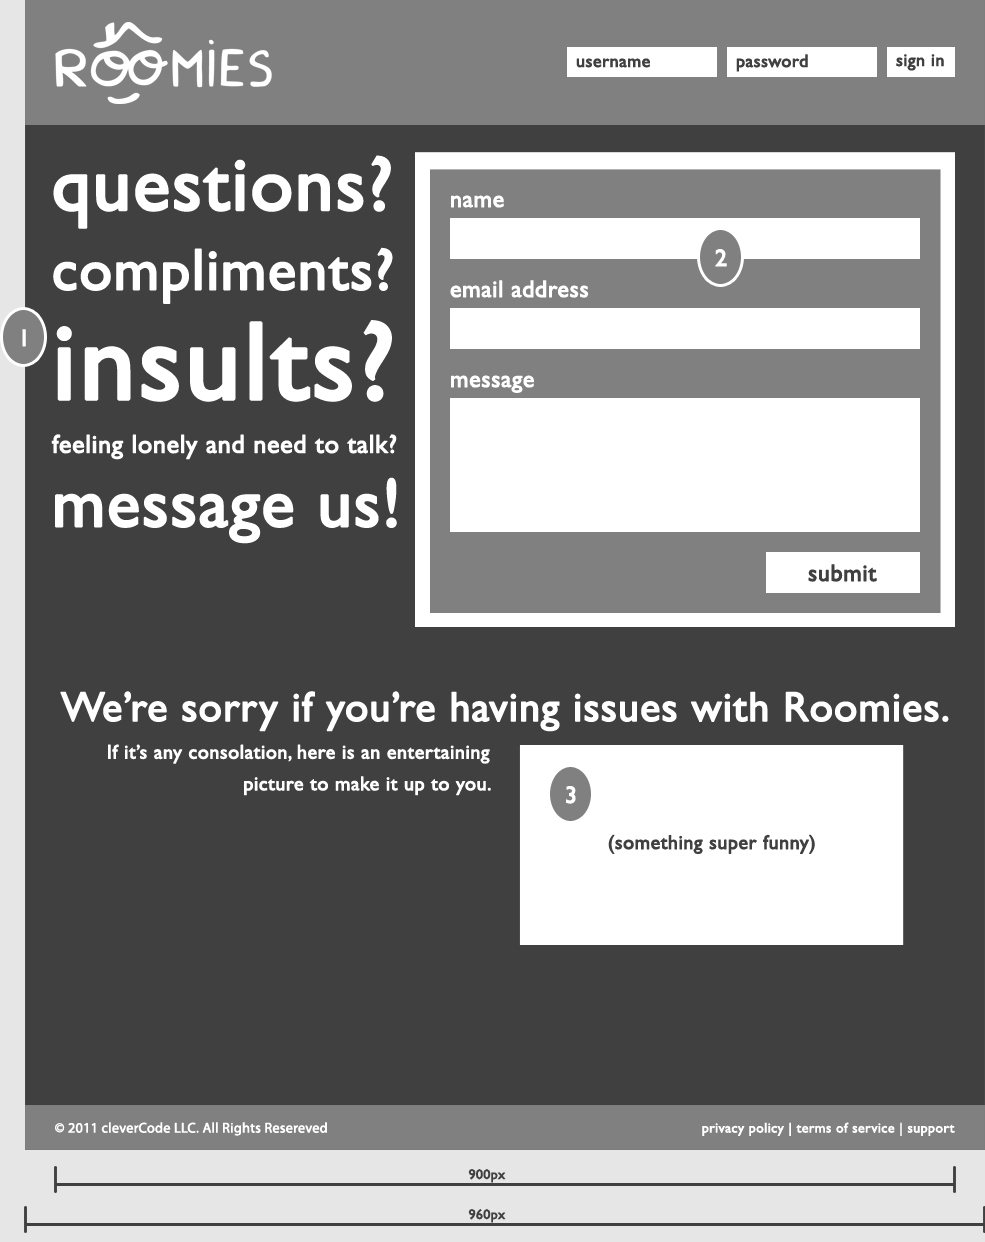 ROOMIES
username
password
sign in
questions?
compliments?
1
insults?
feeling lonely and need to talk?
message us!
name
2
email address
message
submit
We're sorry if you're having issues with Roomies.
If it's any consolation, here is an entertaining
picture to make it up to you.
3
(something super funny)
© 2011 cleverCode LLC. All Rights Resereved
privacy policy | terms of service | support
900px
960px